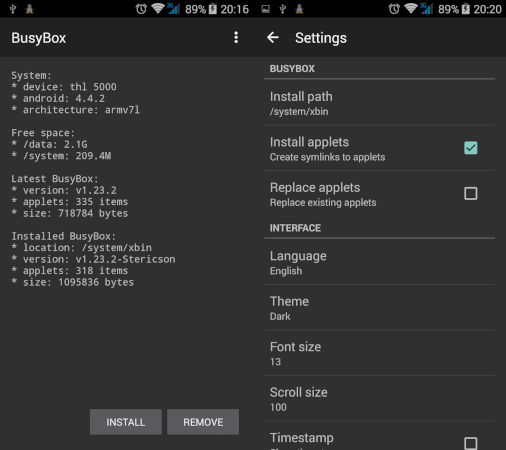 89% 20:16
BusyBox
System:
* device: thl 5000
* android: 4.4.2
* architecture: armv7l
Free space:
* /data: 2.1G
* /system: 209.4M
Latest BusyBox:
* version: v1.23.2
* applets: 335 items
* size: 718784 bytes
Installed BusyBox:
* location: /system/xbin
* version: v1.23.2-Stericson
* applets: 318 items
* size: 1095836 bytes
INSTALL REMOVE
3G 89% 20:20
Settings
BUSYBOX
Install path
/system/xbin
Install applets
Create symlinks to applets
Replace applets
Replace existing applets
INTERFACE
Language
English
Theme
Dark
Font size
13
Scroll size
100
Timestamp